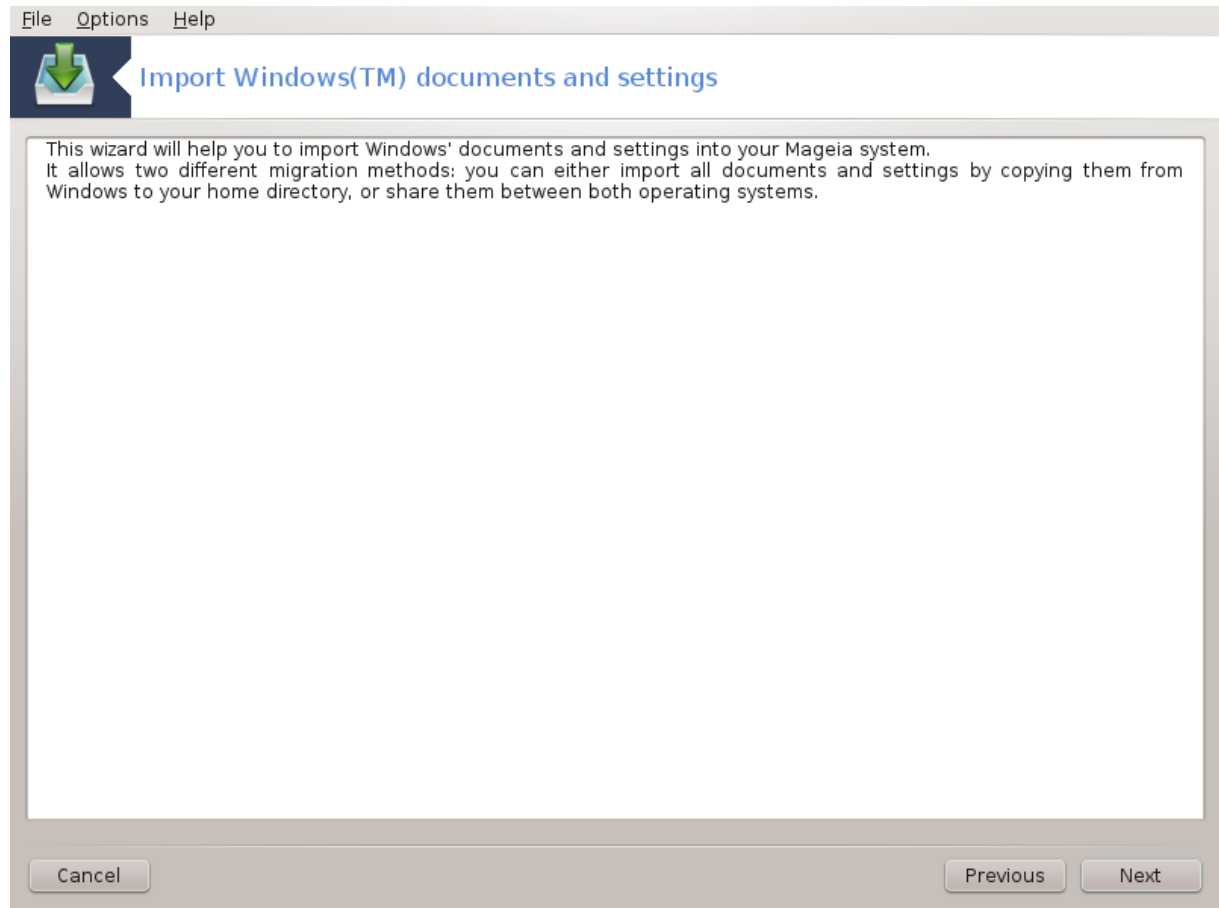 File Options Help
Import Windows(TM) documents and settings
This wizard will help you to import Windows' documents and settings into your Mageia system.
It allows two different migration methods: you can either import all documents and settings by copying them from
Windows to your home directory, or share them between both operating systems.
Cancel Previous Next